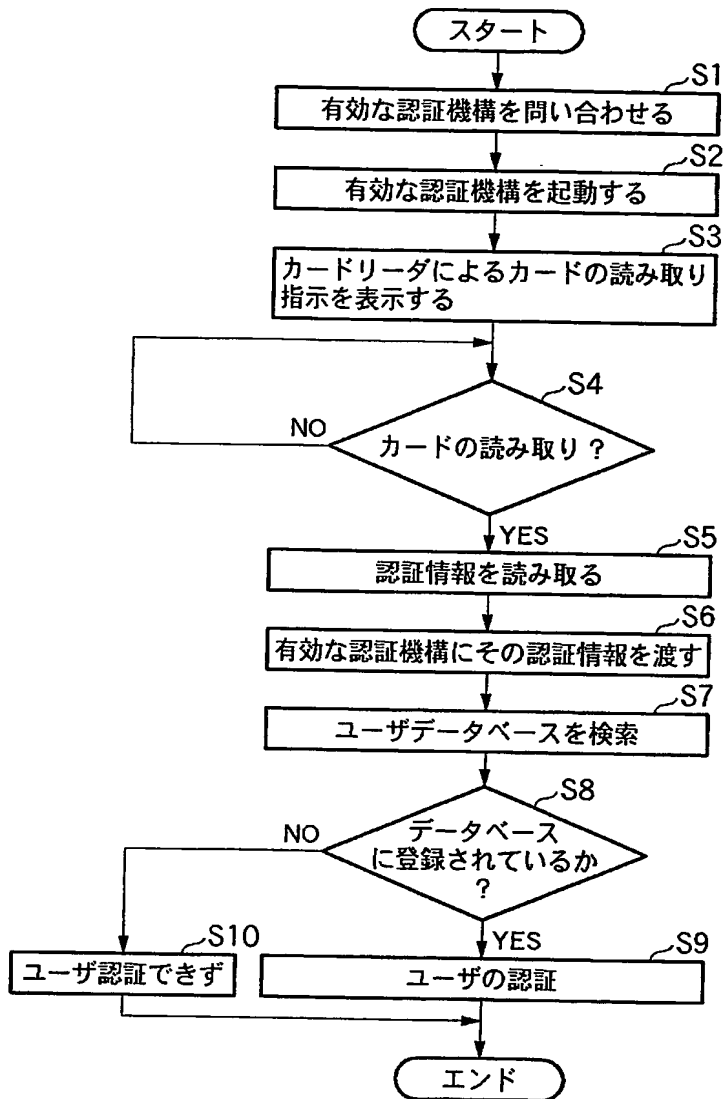 スタート
S1
有効な認証機構を問い合わせる
S2
有効な認証機構を起動する
S3
カードリーダによるカードの読み取り
指示を表示する
S4
NO
カードの読み取り？
YES
S5
認証情報を読み取る
S6
有効な認証機構にその認証情報を渡す
S7
ユーザデータベースを検索
S8
NO
データベース
に登録されているか
？
YES
S10
ユーザ認証できず
S9
ユーザの認証
エンド